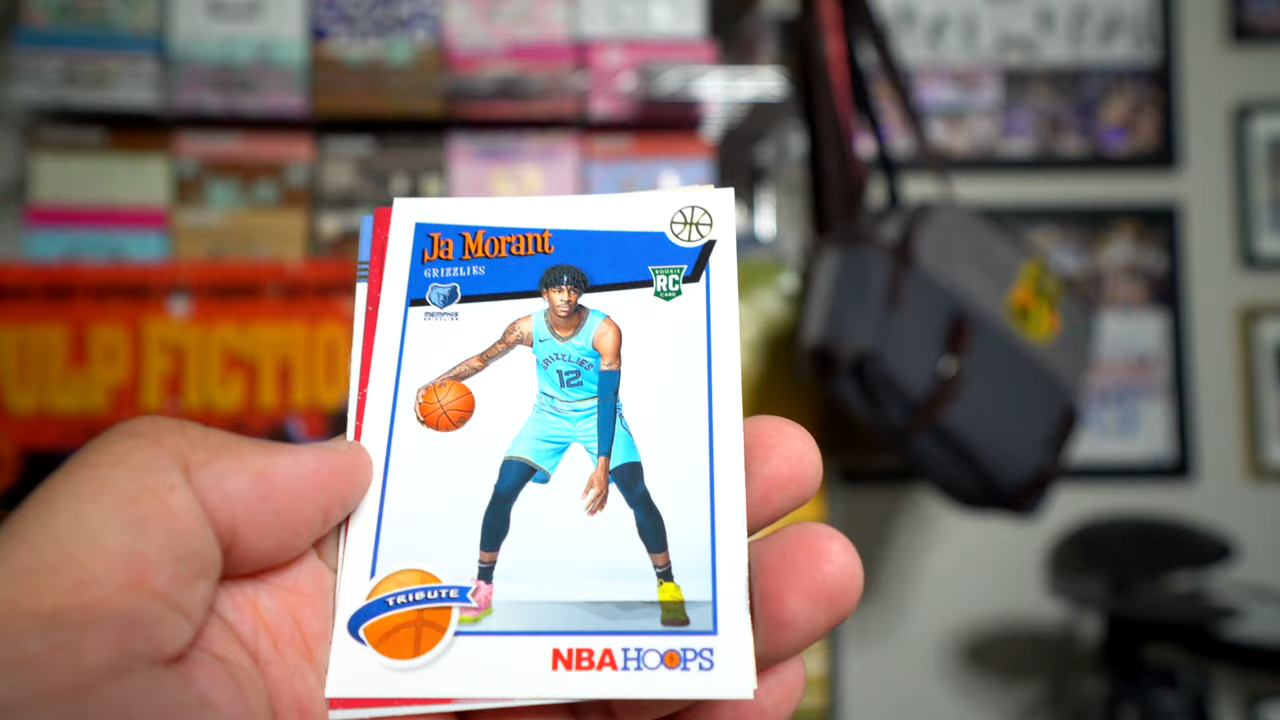 Ja Morant
GRIZZLIES
ROOKIE
RC
CARD
MEMPHIS
GRIZZLIES
GRIZZLIES
12
TRIBUTE
NBA HOOPS
PULP FICTION